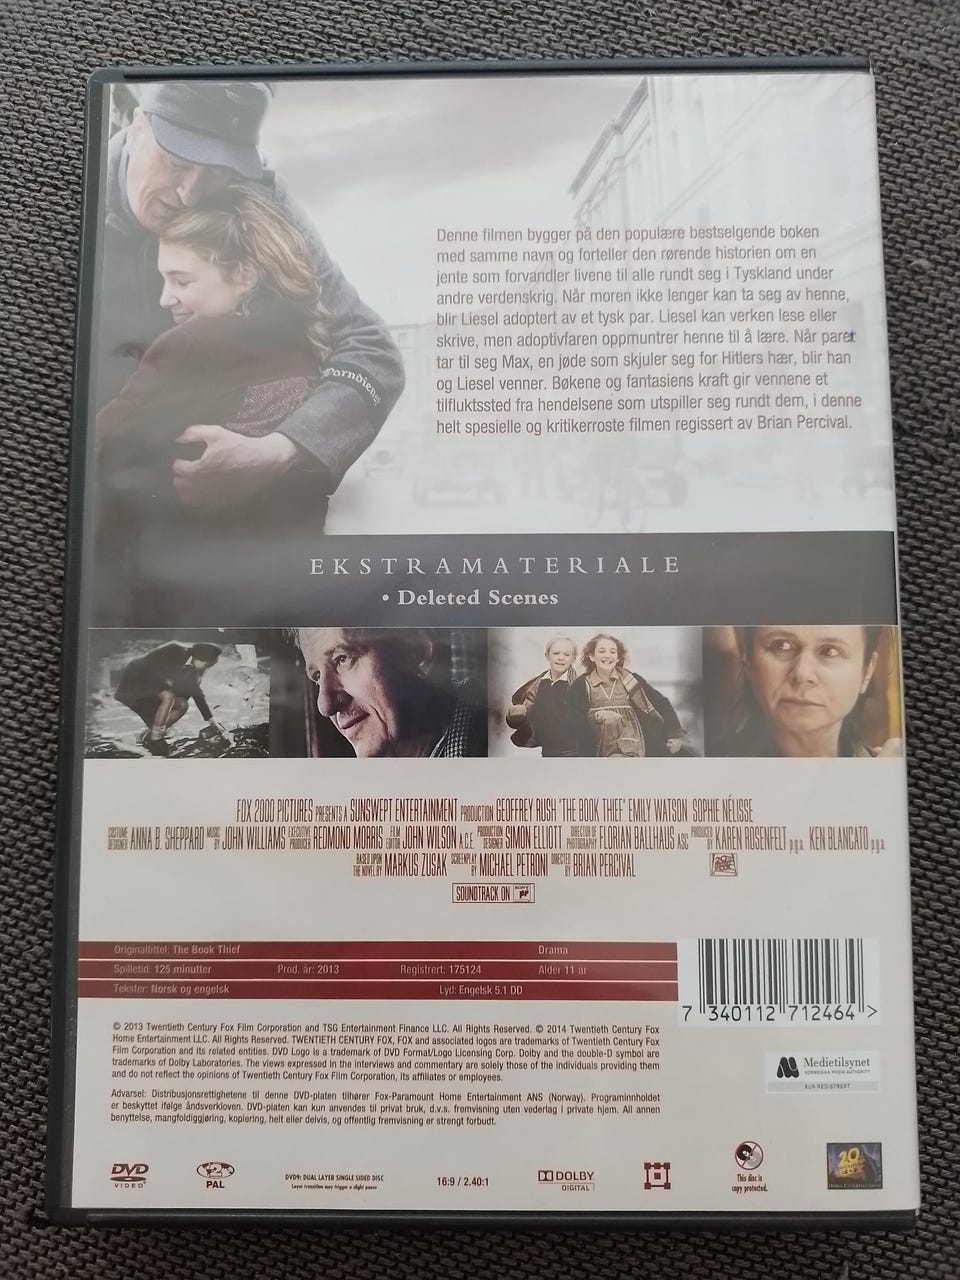 Denne filmen bygger på den populære bestselgende boken
med samme navn og forteller den rørende historien om en
jente som forvandler livene til alle rundt seg i Tyskland under
andre verdenskrig. Når moren ikke lenger kan ta seg av henne,
blir Liesel adoptert av et tysk par. Liesel kan verken lese eller
skrive, men adoptivfaren oppmuntrer henne til å lære. Når paret
tar til seg Max, en jøde som skjuler seg for Hitlers hær, blir han
og Liesel venner. Bøkene og fantasiens kraft gir vennene et
tilfluktssted fra hendelsene som utspiller seg rundt dem, i denne
helt spesielle og kritikerroste filmen regissert av Brian Percival.
EKSTRAMATERIALE
• Deleted Scenes
FOX 2000 PICTURES PRESENTS A SUNSWEPT ENTERTAINMENT PRODUCTION GEOFFREY RUSH 'THE BOOK THIEF' EMILY WATSON SOPHIE NÉLISSE
COSTUME DESIGNER ANNA B. SHEPPARD MUSIC BY JOHN WILLIAMS EXECUTIVE PRODUCER REDMOND MORRIS FILM EDITOR JOHN WILSON A.C.E. PRODUCTION DESIGNER SIMON ELLIOTT DIRECTOR OF PHOTOGRAPHY FLORIAN BALLHAUS ASC PRODUCED BY KAREN ROSENFELT p.g.a. KEN BLANCATO p.g.a.
BASED UPON THE NOVEL BY MARKUS ZUSAK SCREENPLAY BY MICHAEL PETRONI DIRECTED BY BRIAN PERCIVAL
SOUNDTRACK ON
Originaltittel: The Book Thief Drama
Spilletid: 125 minutter Prod. år: 2013 Registrert: 175124 Alder 11 år
Tekster: Norsk og engelsk Lyd: Engelsk 5.1 DD
7 340112 712464 >
© 2013 Twentieth Century Fox Film Corporation and TSG Entertainment Finance LLC. All Rights Reserved. © 2014 Twentieth Century Fox
Home Entertainment LLC. All Rights Reserved. TWENTIETH CENTURY FOX, FOX and associated logos are trademarks of Twentieth Century Fox
Film Corporation and its related entities. DVD Logo is a trademark of DVD Format/Logo Licensing Corp. Dolby and the double-D symbol are
trademarks of Dolby Laboratories. The views expressed in the interviews and commentary are solely those of the individuals providing them
and do not reflect the opinions of Twentieth Century Fox Film Corporation, its affiliates or employees.
Medietilsynet
NORWEGIAN MEDIA AUTHORITY
KUN REGISTRERT
Advarsel: Distribusjonsrettighetene til denne DVD-platen tilhører Fox-Paramount Home Entertainment ANS (Norway). Programinnholdet
er beskyttet ifølge åndsverkloven. DVD-platen kan kun anvendes til privat bruk, d.v.s. fremvisning uten vederlag i private hjem. All annen
benyttelse, mangfoldiggjøring, kopiering, helt eller delvis, og offentlig fremvisning er strengt forbudt.
DVD
VIDEO
2
PAL
DVD9: DUAL LAYER SINGLE SIDED DISC
Layer transition may trigger a slight pause
16:9 / 2.40:1
DOLBY
DIGITAL
This disc is
copy protected.
20